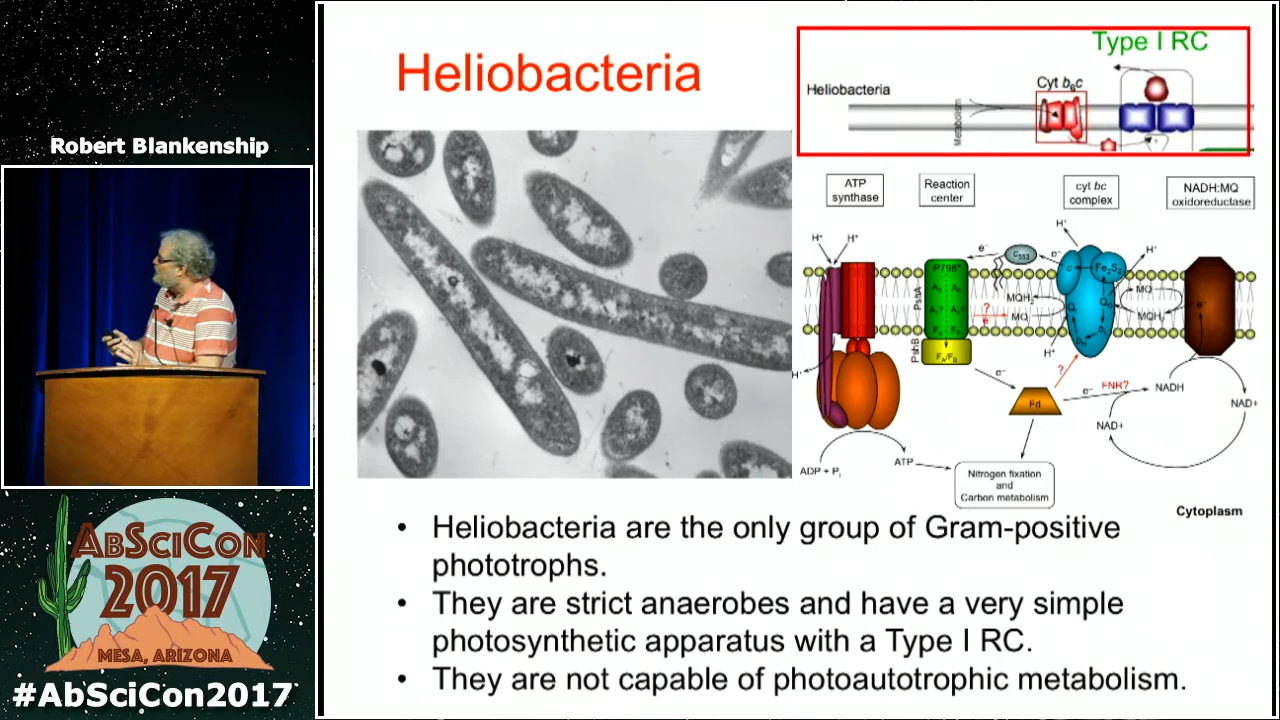 Robert Blankenship
ABSCICON
2017
MESA, ARIZONA
#AbSciCon2017
Heliobacteria
Type I RC
Heliobacteria
Cyt b6c
Metabolism
ATP
synthase
Reaction
center
cyt bc
complex
NADH:MQ
oxidoreductase
H+
H+
H+
H+
e-
c553
e-
c
Fe2S2
P798*
PshA
MQH2
MQ
MQ
MQH2
?
PshB
FA/FB
H+
H+
e-
?
e-
FNR?
NADH
Fd
NAD+
NAD+
ADP + Pi
ATP
Nitrogen fixation
and
Carbon metabolism
Cytoplasm
• Heliobacteria are the only group of Gram-positive
phototrophs.
• They are strict anaerobes and have a very simple
photosynthetic apparatus with a Type I RC.
• They are not capable of photoautotrophic metabolism.